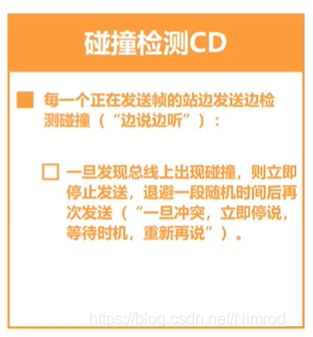 碰撞检测CD
每一个正在发送帧的站边发送边检
测碰撞(“边说边听”):
一旦发现总线上出现碰撞，则立即
停止发送，退避一段随机时间后再
次发送(“一旦冲突，立即停说，
等待时机，重新再说”)。
https://blog.csdn.net/Nimrod